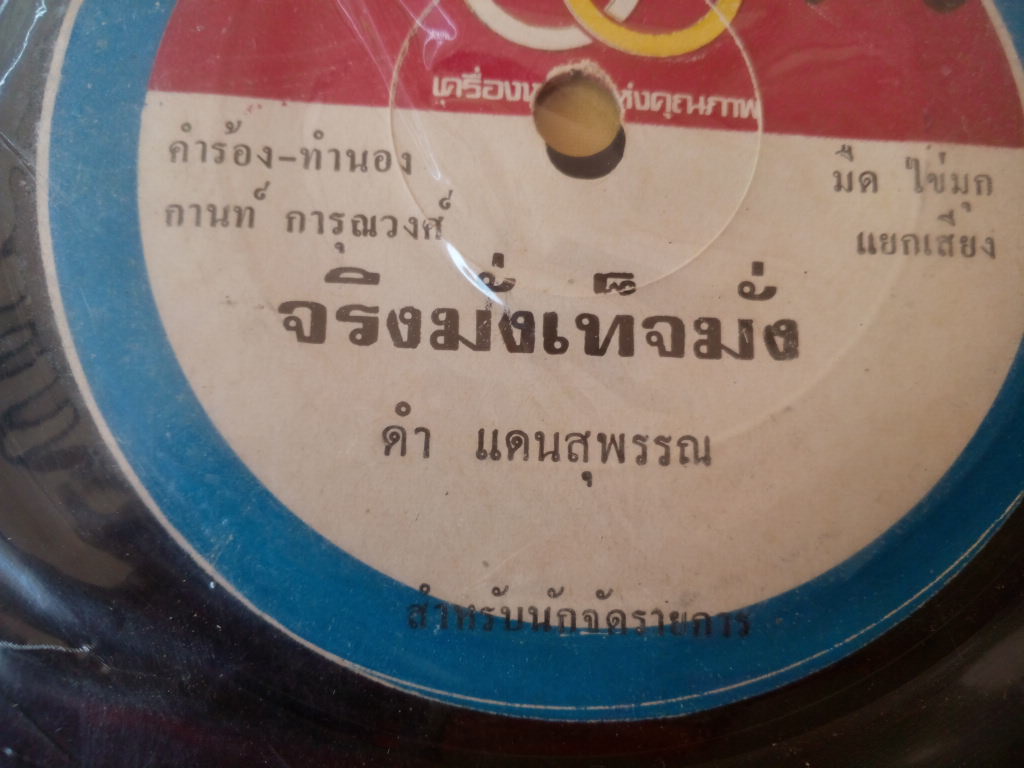 คำร้อง-ทำนอง
กานท์ การุณวงศ์
มืด ไข่มุก
แยกเสียง
จริงมั่งเท็จมั่ง
ดำ แดนสุพรรณ
สำหรับนักจัดรายการ